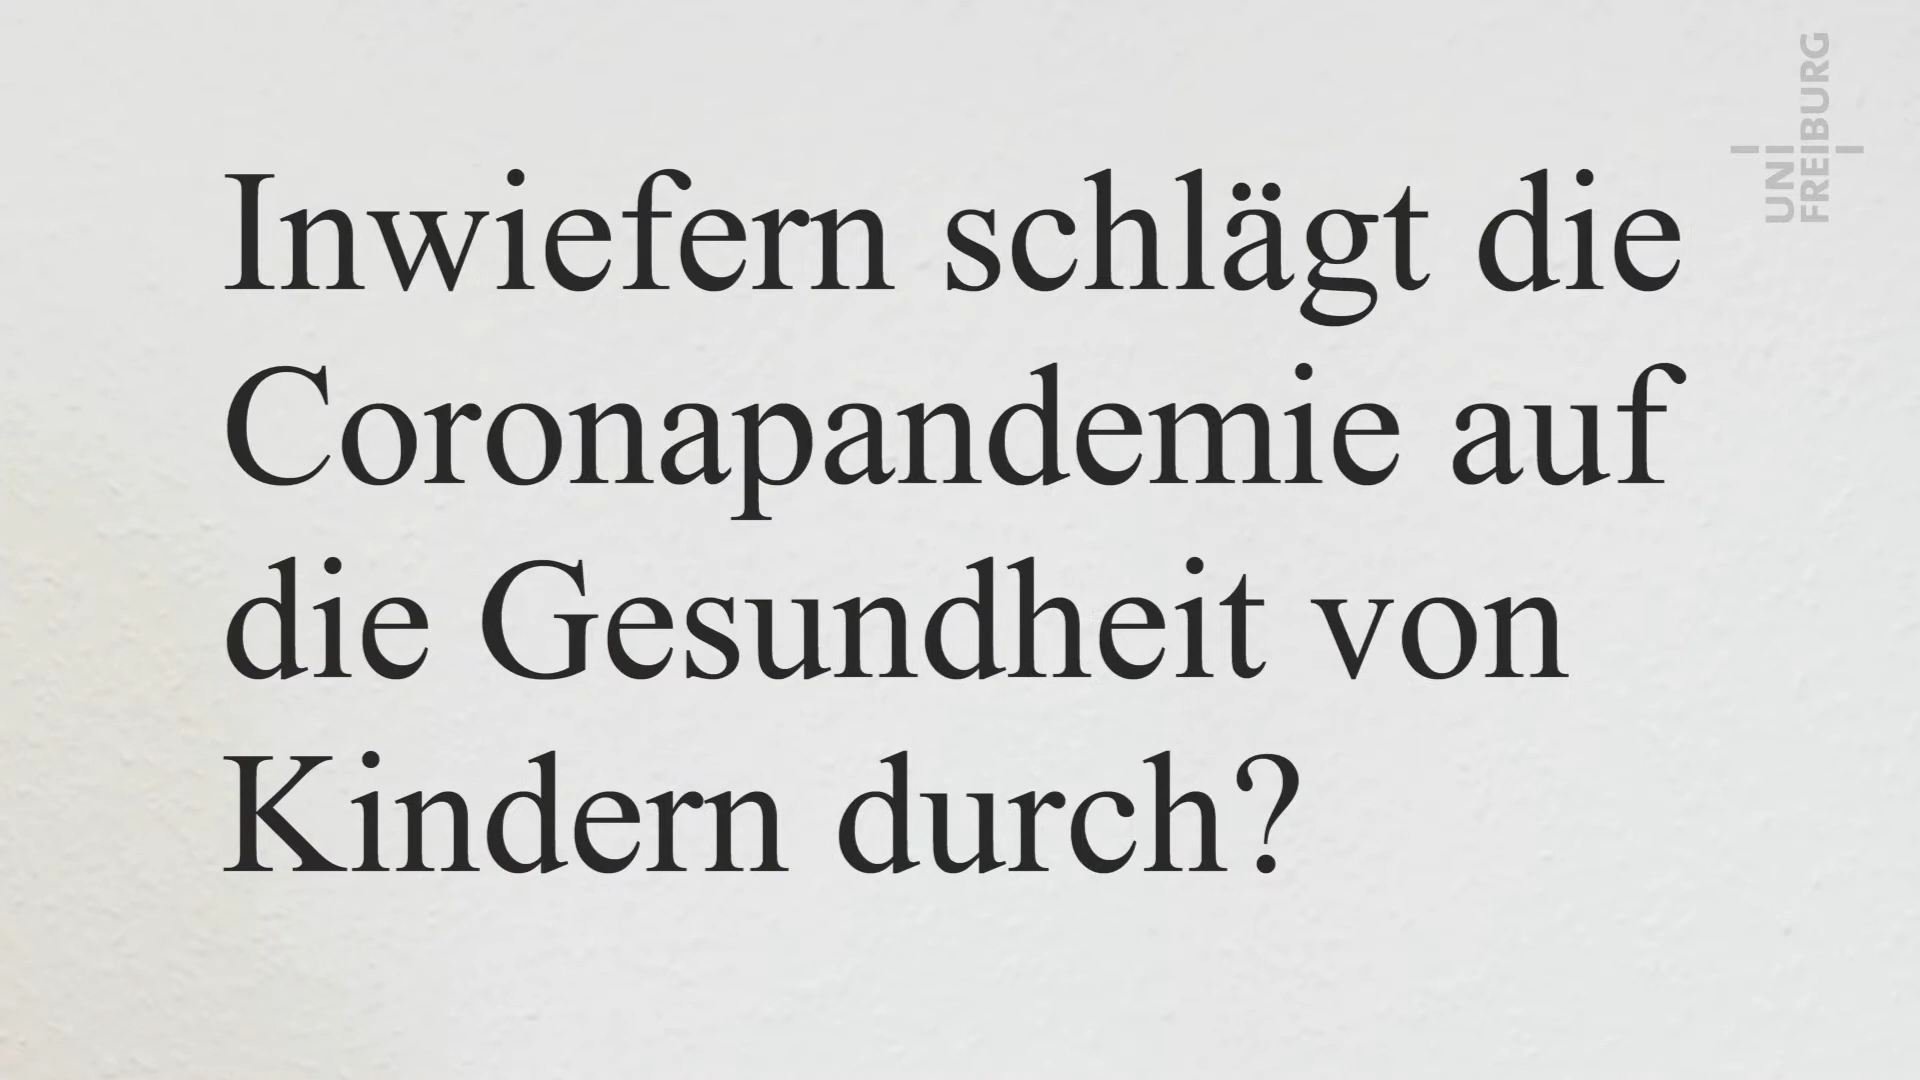 Inwiefern schlägt die
Coronapandemie auf
die Gesundheit von
Kindern durch?
UNI
FREIBURG